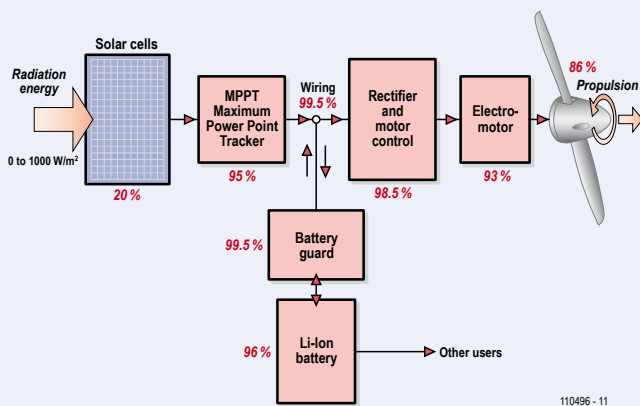 Solar cells
Radiation
energy
0 to 1000 W/m²
20 %
MPPT
Maximum
Power Point
Tracker
95 %
Wiring
99.5 %
Rectifier
and
motor
control
98.5 %
Electro-
motor
93 %
86 %
Propulsion
99.5 %
Battery
guard
96 %
Li-Ion
battery
Other users
110496 - 11